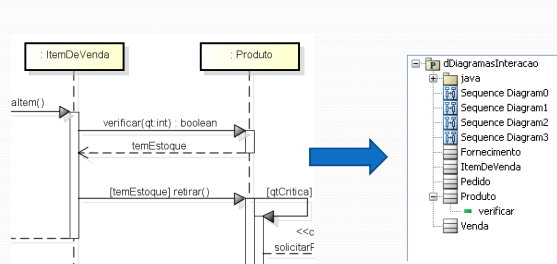 : ItemDeVenda
: Produto
aItem()
verificar(qt:int) : boolean
temEstoque
[temEstoque] retirar()
[qtCritica]
<<c
solicitarF
dDiagramasInteracao
java
Sequence Diagram0
Sequence Diagram1
Sequence Diagram2
Sequence Diagram3
Fornecimento
ItemDeVenda
Pedido
Produto
verificar
Venda